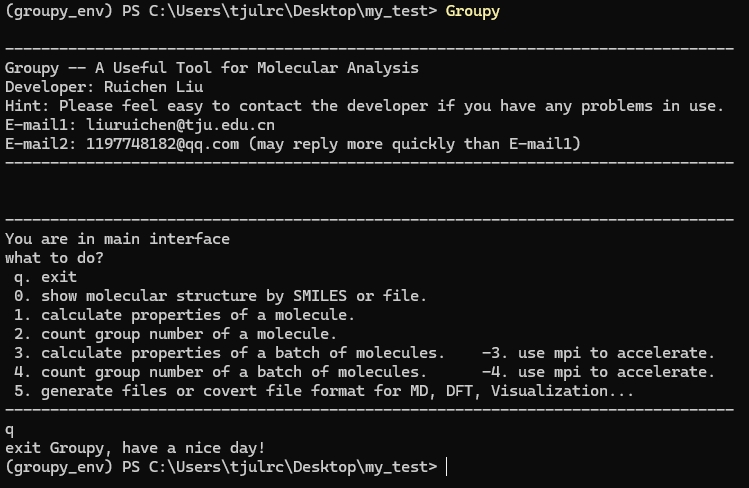 (groupy_env) PS C:\Users\tjulrc\Desktop\my_test> Groupy
--------------------------------------------------------------------------------
Groupy -- A Useful Tool for Molecular Analysis
Developer: Ruichen Liu
Hint: Please feel easy to contact the developer if you have any problems in use.
E-mail1: liuruichen@tju.edu.cn
E-mail2: 1197748182@qq.com (may reply more quickly than E-mail1)
--------------------------------------------------------------------------------
--------------------------------------------------------------------------------
You are in main interface
what to do?
 q. exit
 0. show molecular structure by SMILES or file.
 1. calculate properties of a molecule.
 2. count group number of a molecule.
 3. calculate properties of a batch of molecules.    -3. use mpi to accelerate.
 4. count group number of a batch of molecules.      -4. use mpi to accelerate.
 5. generate files or covert file format for MD, DFT, Visualization...
--------------------------------------------------------------------------------
q
exit Groupy, have a nice day!
(groupy_env) PS C:\Users\tjulrc\Desktop\my_test>